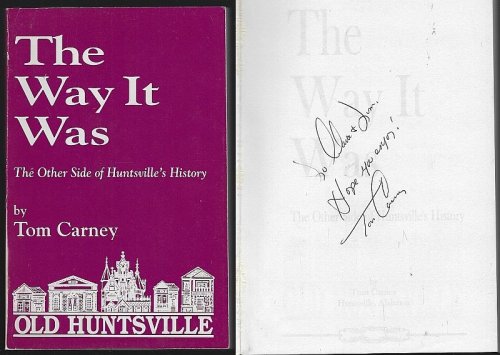 The
Way It
Was
The Other Side of Huntsville's History
by
Tom Carney
OLD HUNTSVILLE
The
Way It
Was
To &
Jim.
Hope you enjoy!
Tom Carney
The Other Side of Huntsville's History
Tom Carney
Huntsville, Alabama